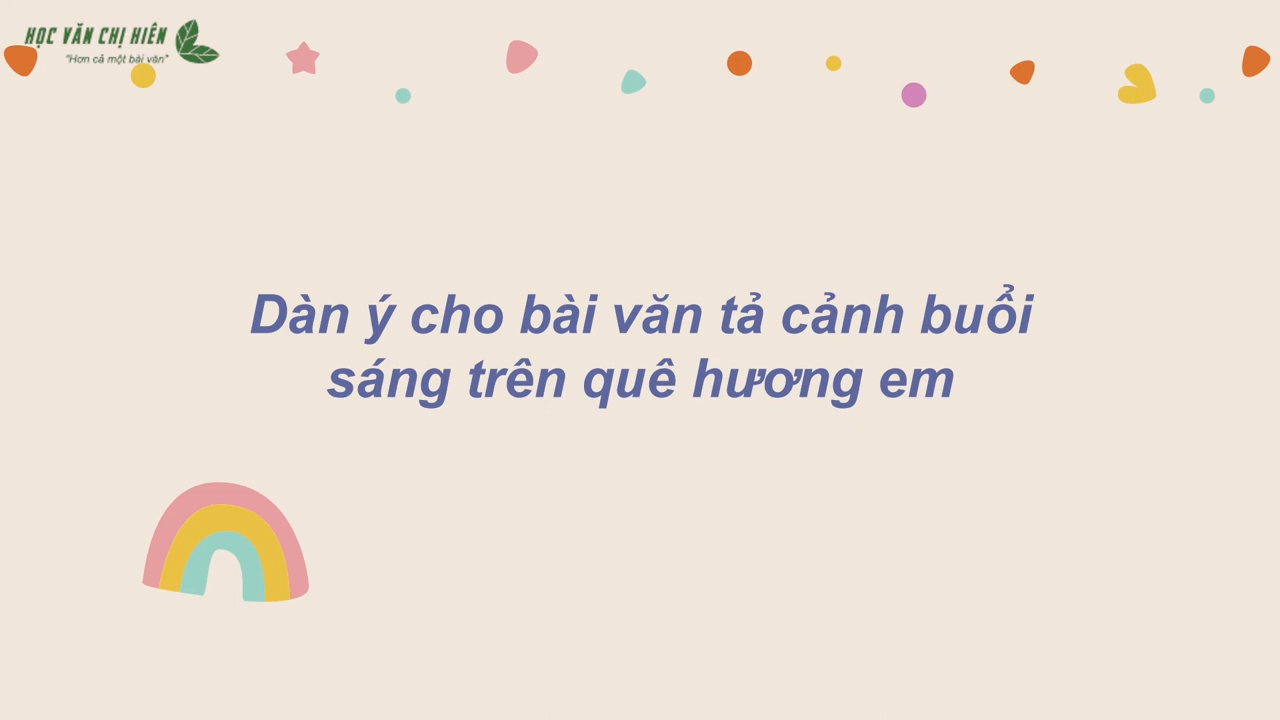 HỌC VĂN CHỊ HIÊN
"Hơn cả một bài văn"
Dàn ý cho bài văn tả cảnh buổi
sáng trên quê hương em